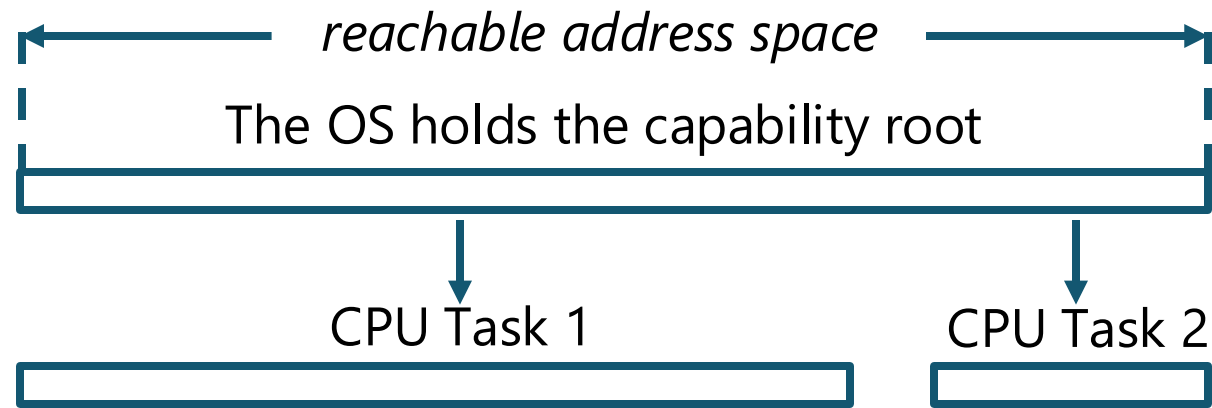 reachable address space
The OS holds the capability root
CPU Task 1
CPU Task 2